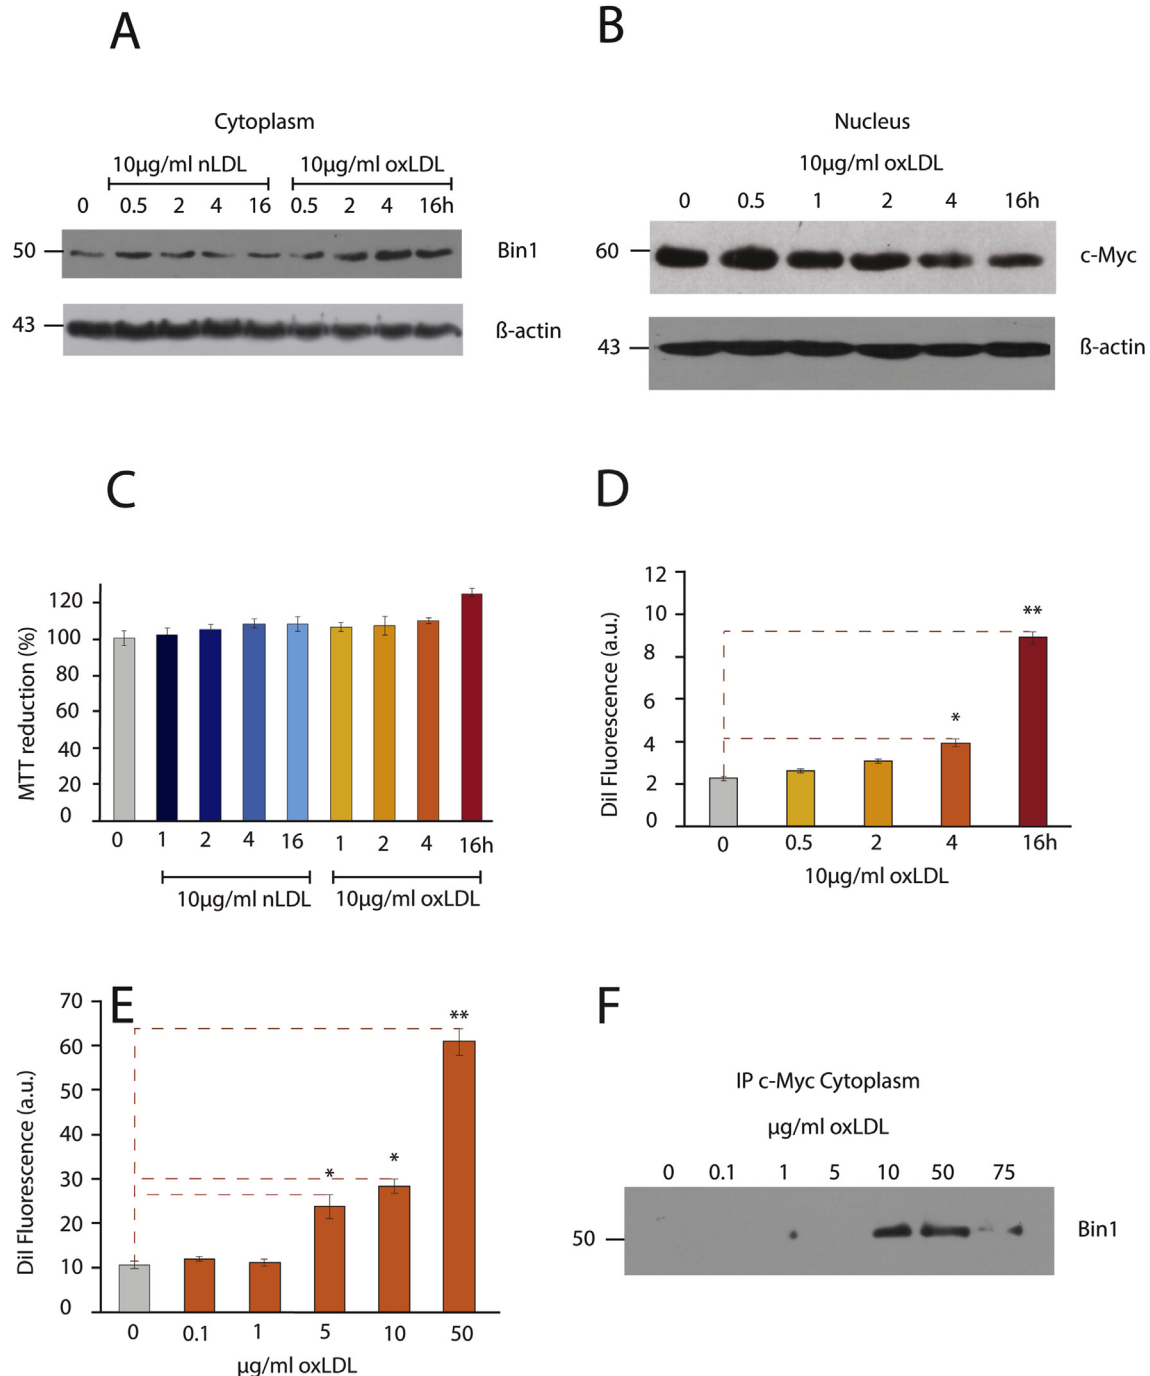 A
Cytoplasm
10µg/ml nLDL 10µg/ml oxLDL
0 0.5 2 4 16 0.5 2 4 16h
50 Bin1
43 ß-actin
B
Nucleus
10µg/ml oxLDL
0 0.5 1 2 4 16h
60 c-Myc
43 ß-actin
C
MTT reduction (%)
120
100
80
60
40
20
0
0 1 2 4 16 1 2 4 16h
10µg/ml nLDL 10µg/ml oxLDL
D
Dil Fluorescence (a.u.)
12
10
8
6
4
2
0
**
*
0 0.5 2 4 16h
10µg/ml oxLDL
E
Dil Fluorescence (a.u.)
70
60
50
40
30
20
10
0
**
*
*
0 0.1 1 5 10 50
µg/ml oxLDL
F
IP c-Myc Cytoplasm
µg/ml oxLDL
0 0.1 1 5 10 50 75
50 Bin1